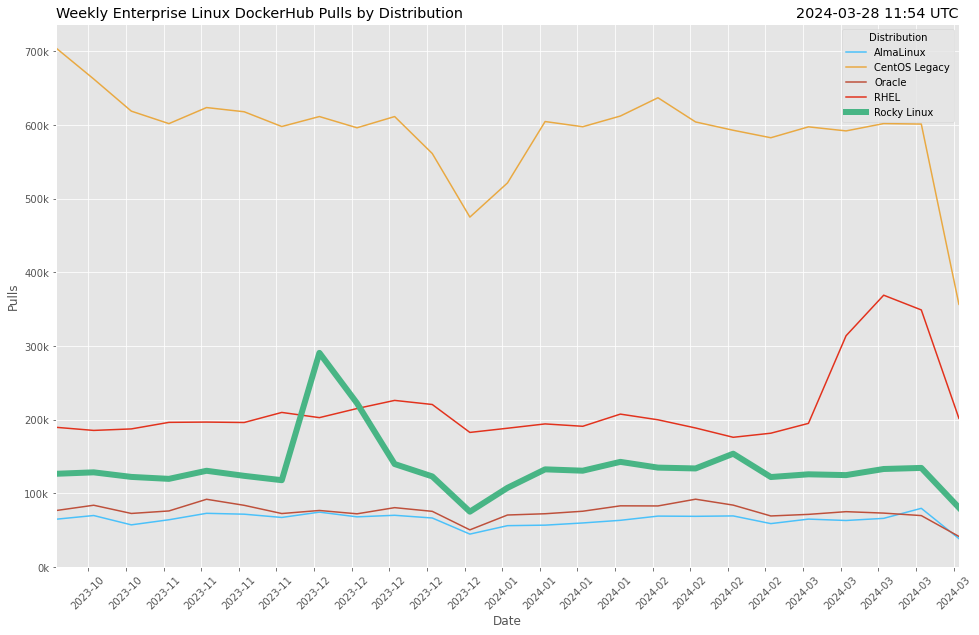 Weekly Enterprise Linux DockerHub Pulls by Distribution
2024-03-28 11:54 UTC
Distribution
AlmaLinux
CentOS Legacy
Oracle
RHEL
Rocky Linux
700k
600k
500k
400k
300k
200k
100k
0k
Pulls
2023-10
2023-10
2023-11
2023-11
2023-11
2023-11
2023-12
2023-12
2023-12
2023-12
2023-12
2024-01
2024-01
2024-01
2024-01
2024-02
2024-02
2024-02
2024-02
2024-03
2024-03
2024-03
2024-03
2024-03
Date